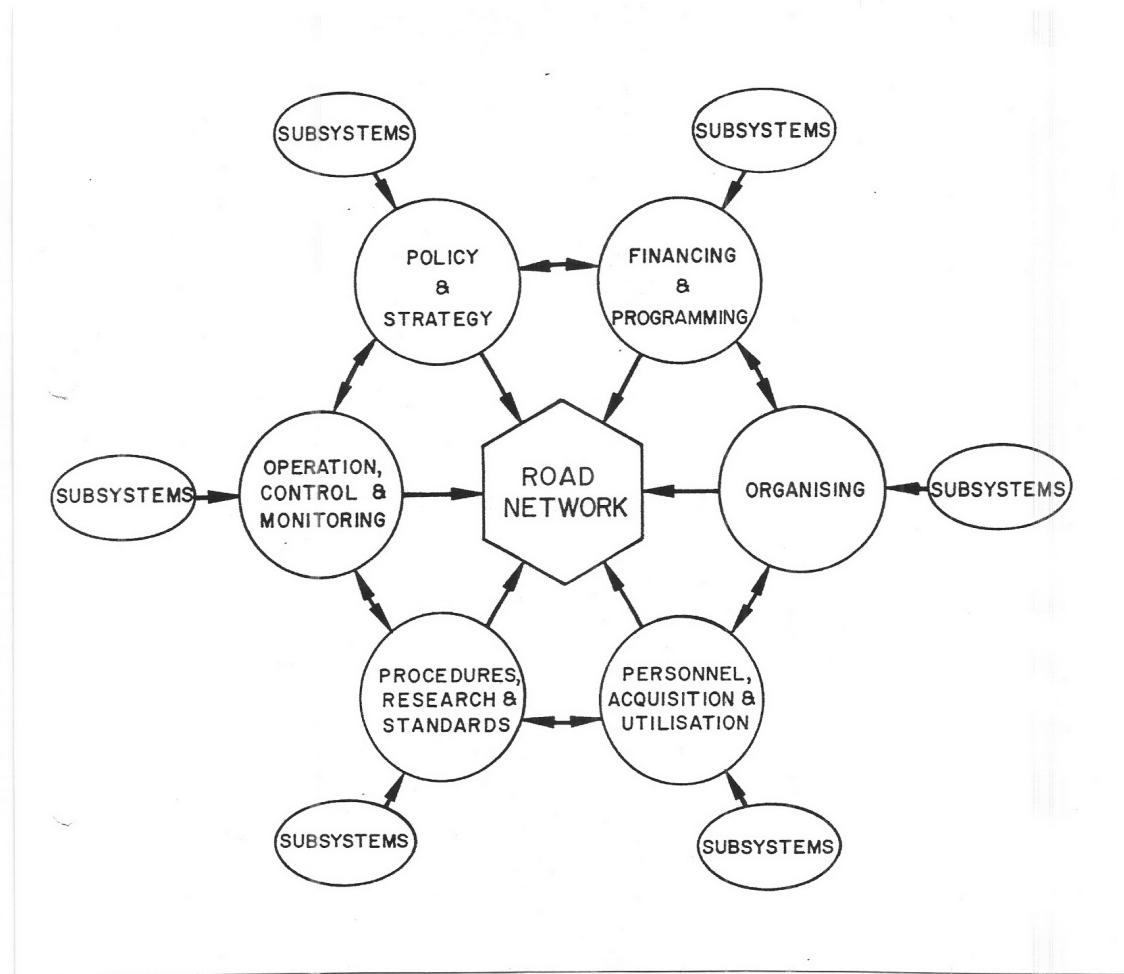 SUBSYSTEMS
SUBSYSTEMS
POLICY
&
STRATEGY
FINANCING
&
PROGRAMMING
OPERATION,
CONTROL &
MONITORING
SUBSYSTEMS
ROAD
NETWORK
ORGANISING
SUBSYSTEMS
PROCEDURES,
RESEARCH &
STANDARDS
PERSONNEL,
ACQUISITION &
UTILISATION
SUBSYSTEMS
SUBSYSTEMS